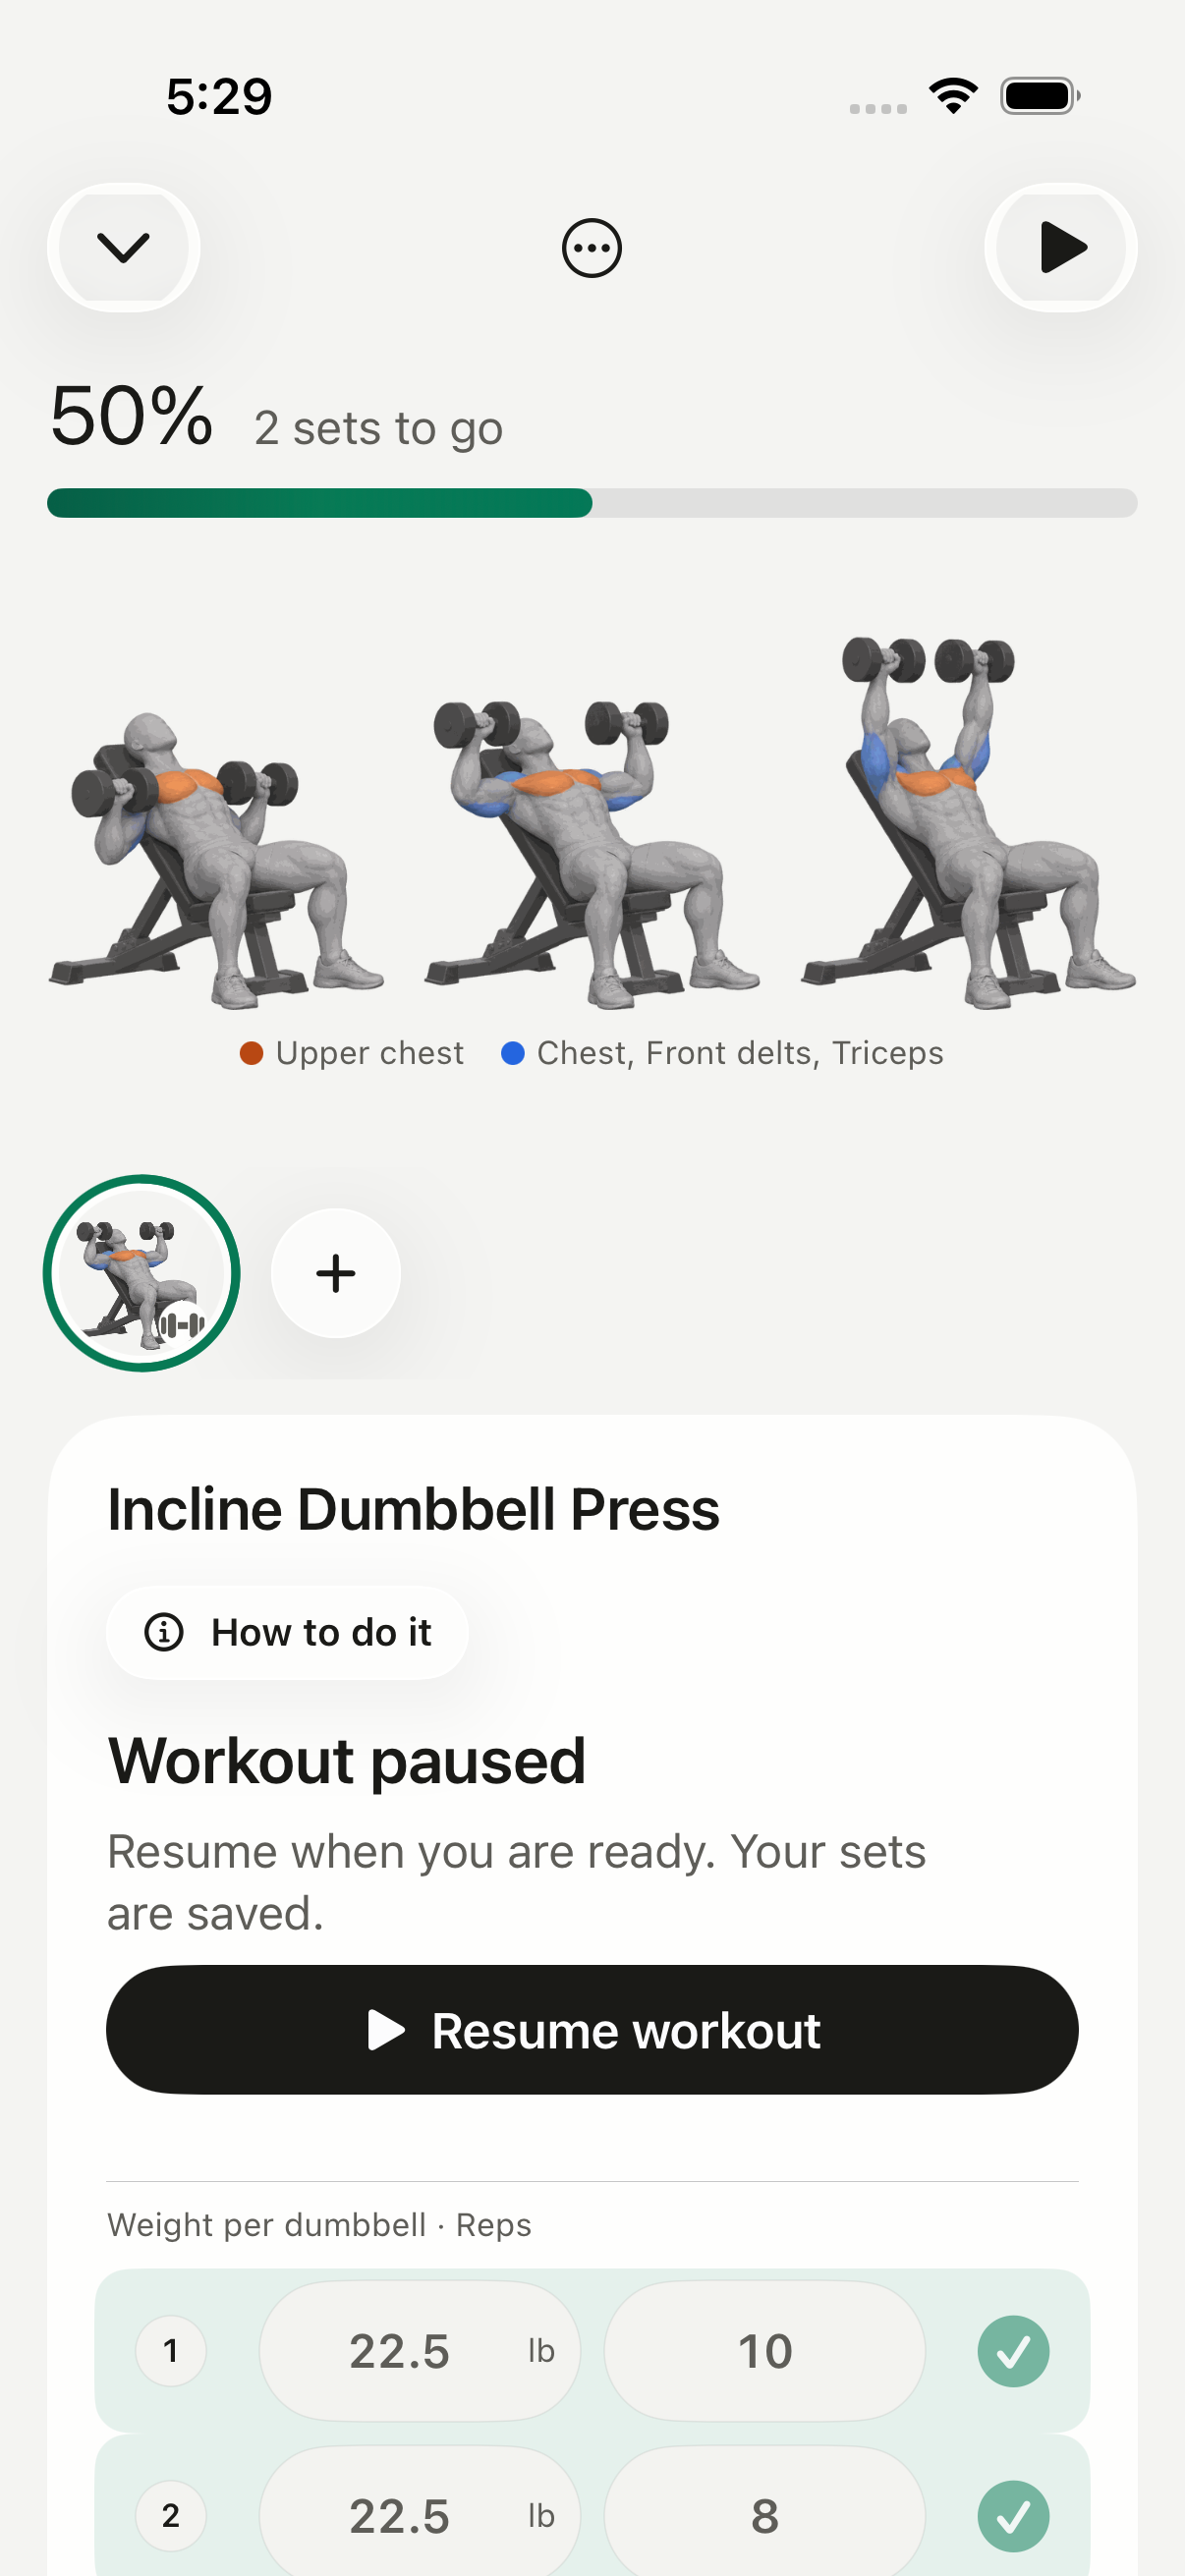 5:29
50% 2 sets to go
Upper chest Chest, Front delts, Triceps
Incline Dumbbell Press
How to do it
Workout paused
Resume when you are ready. Your sets
are saved.
Resume workout
Weight per dumbbell · Reps
1 22.5 lb 10
2 22.5 lb 8